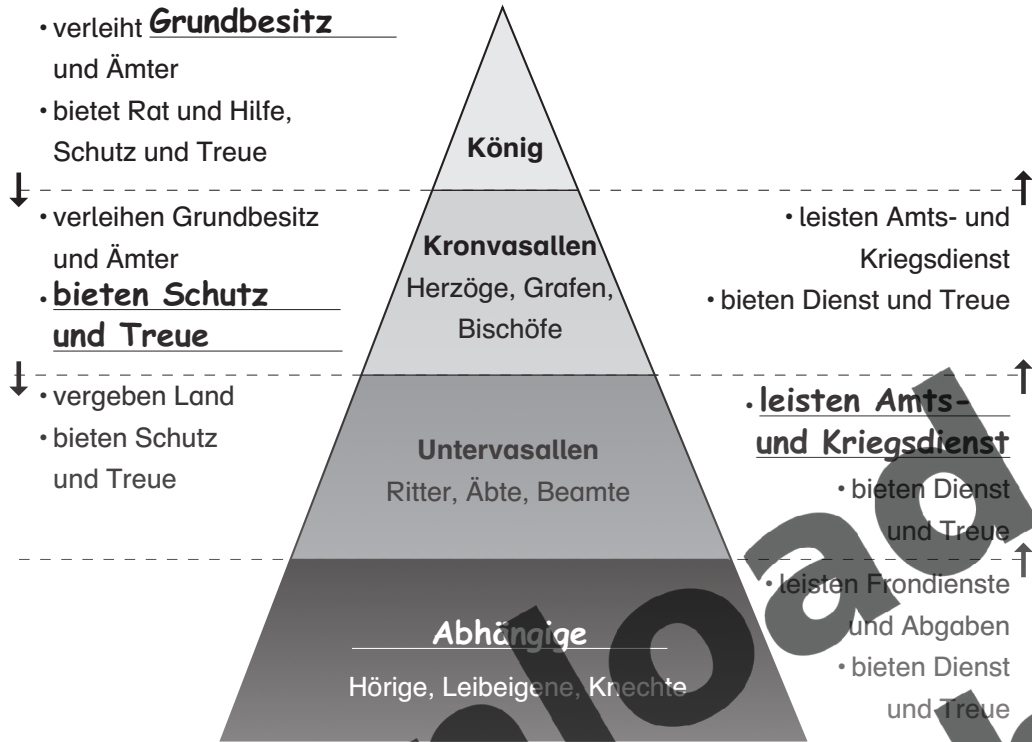 • verleiht Grundbesitz
und Ämter
• bietet Rat und Hilfe,
Schutz und Treue
König
• verleihen Grundbesitz
und Ämter
• bieten Schutz
und Treue
Kronvasallen
Herzöge, Grafen,
Bischöfe
• leisten Amts- und
Kriegsdienst
• bieten Dienst und Treue
• vergeben Land
• bieten Schutz
und Treue
Untervasallen
Ritter, Äbte, Beamte
• leisten Amts-
und Kriegsdienst
• bieten Dienst
und Treue
Abhängige
Hörige, Leibeigene, Knechte
• leisten Frondienste
und Abgaben
• bieten Dienst
und Treue
nload